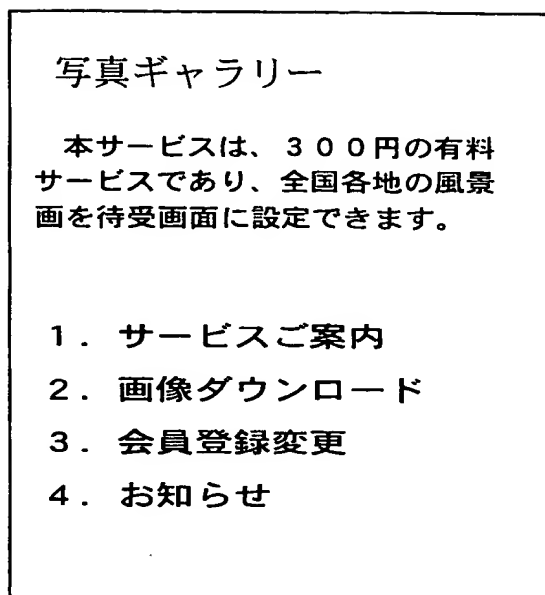 写真ギャラリー
本サービスは、３００円の有料
サービスであり、全国各地の風景
画を待受画面に設定できます。
１．サービスご案内
２．画像ダウンロード
３．会員登録変更
４．お知らせ